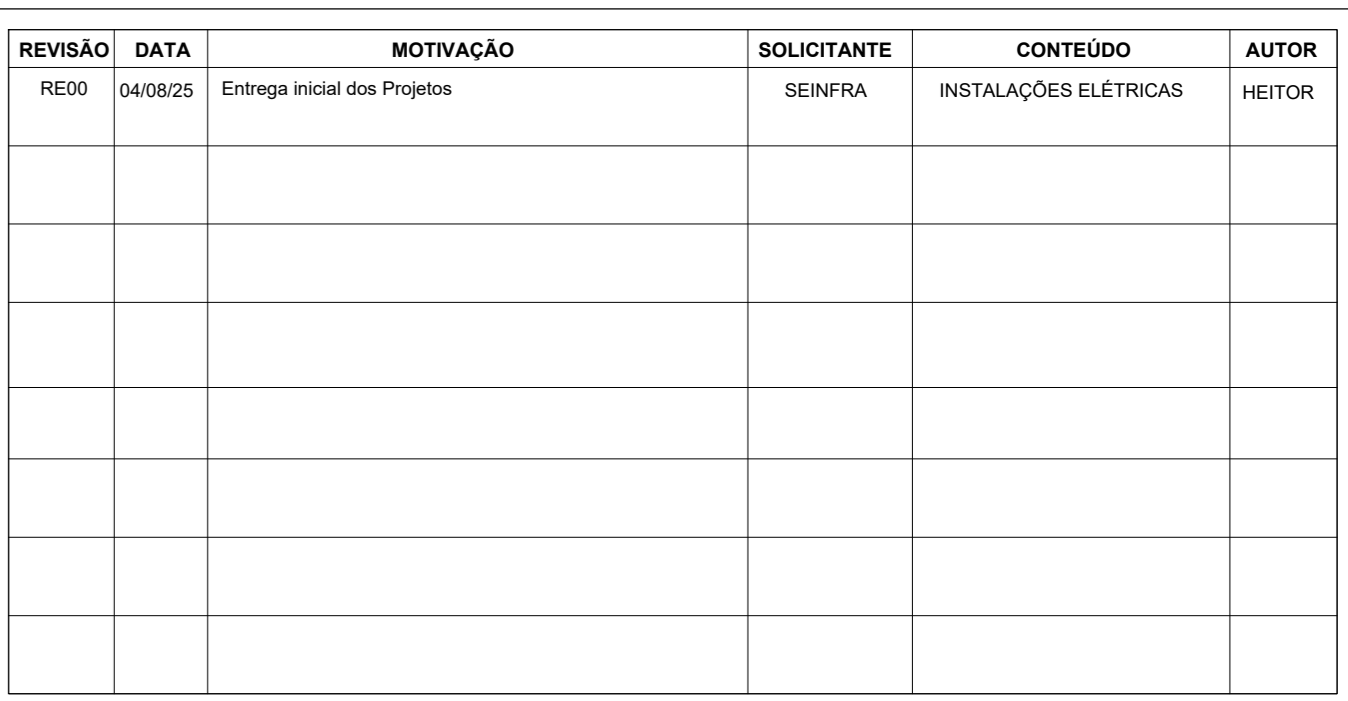 REVISÃO DATA MOTIVAÇÃO SOLICITANTE CONTEÚDO AUTOR
RE00 04/08/25 Entrega inicial dos Projetos SEINFRA INSTALAÇÕES ELÉTRICAS HEITOR